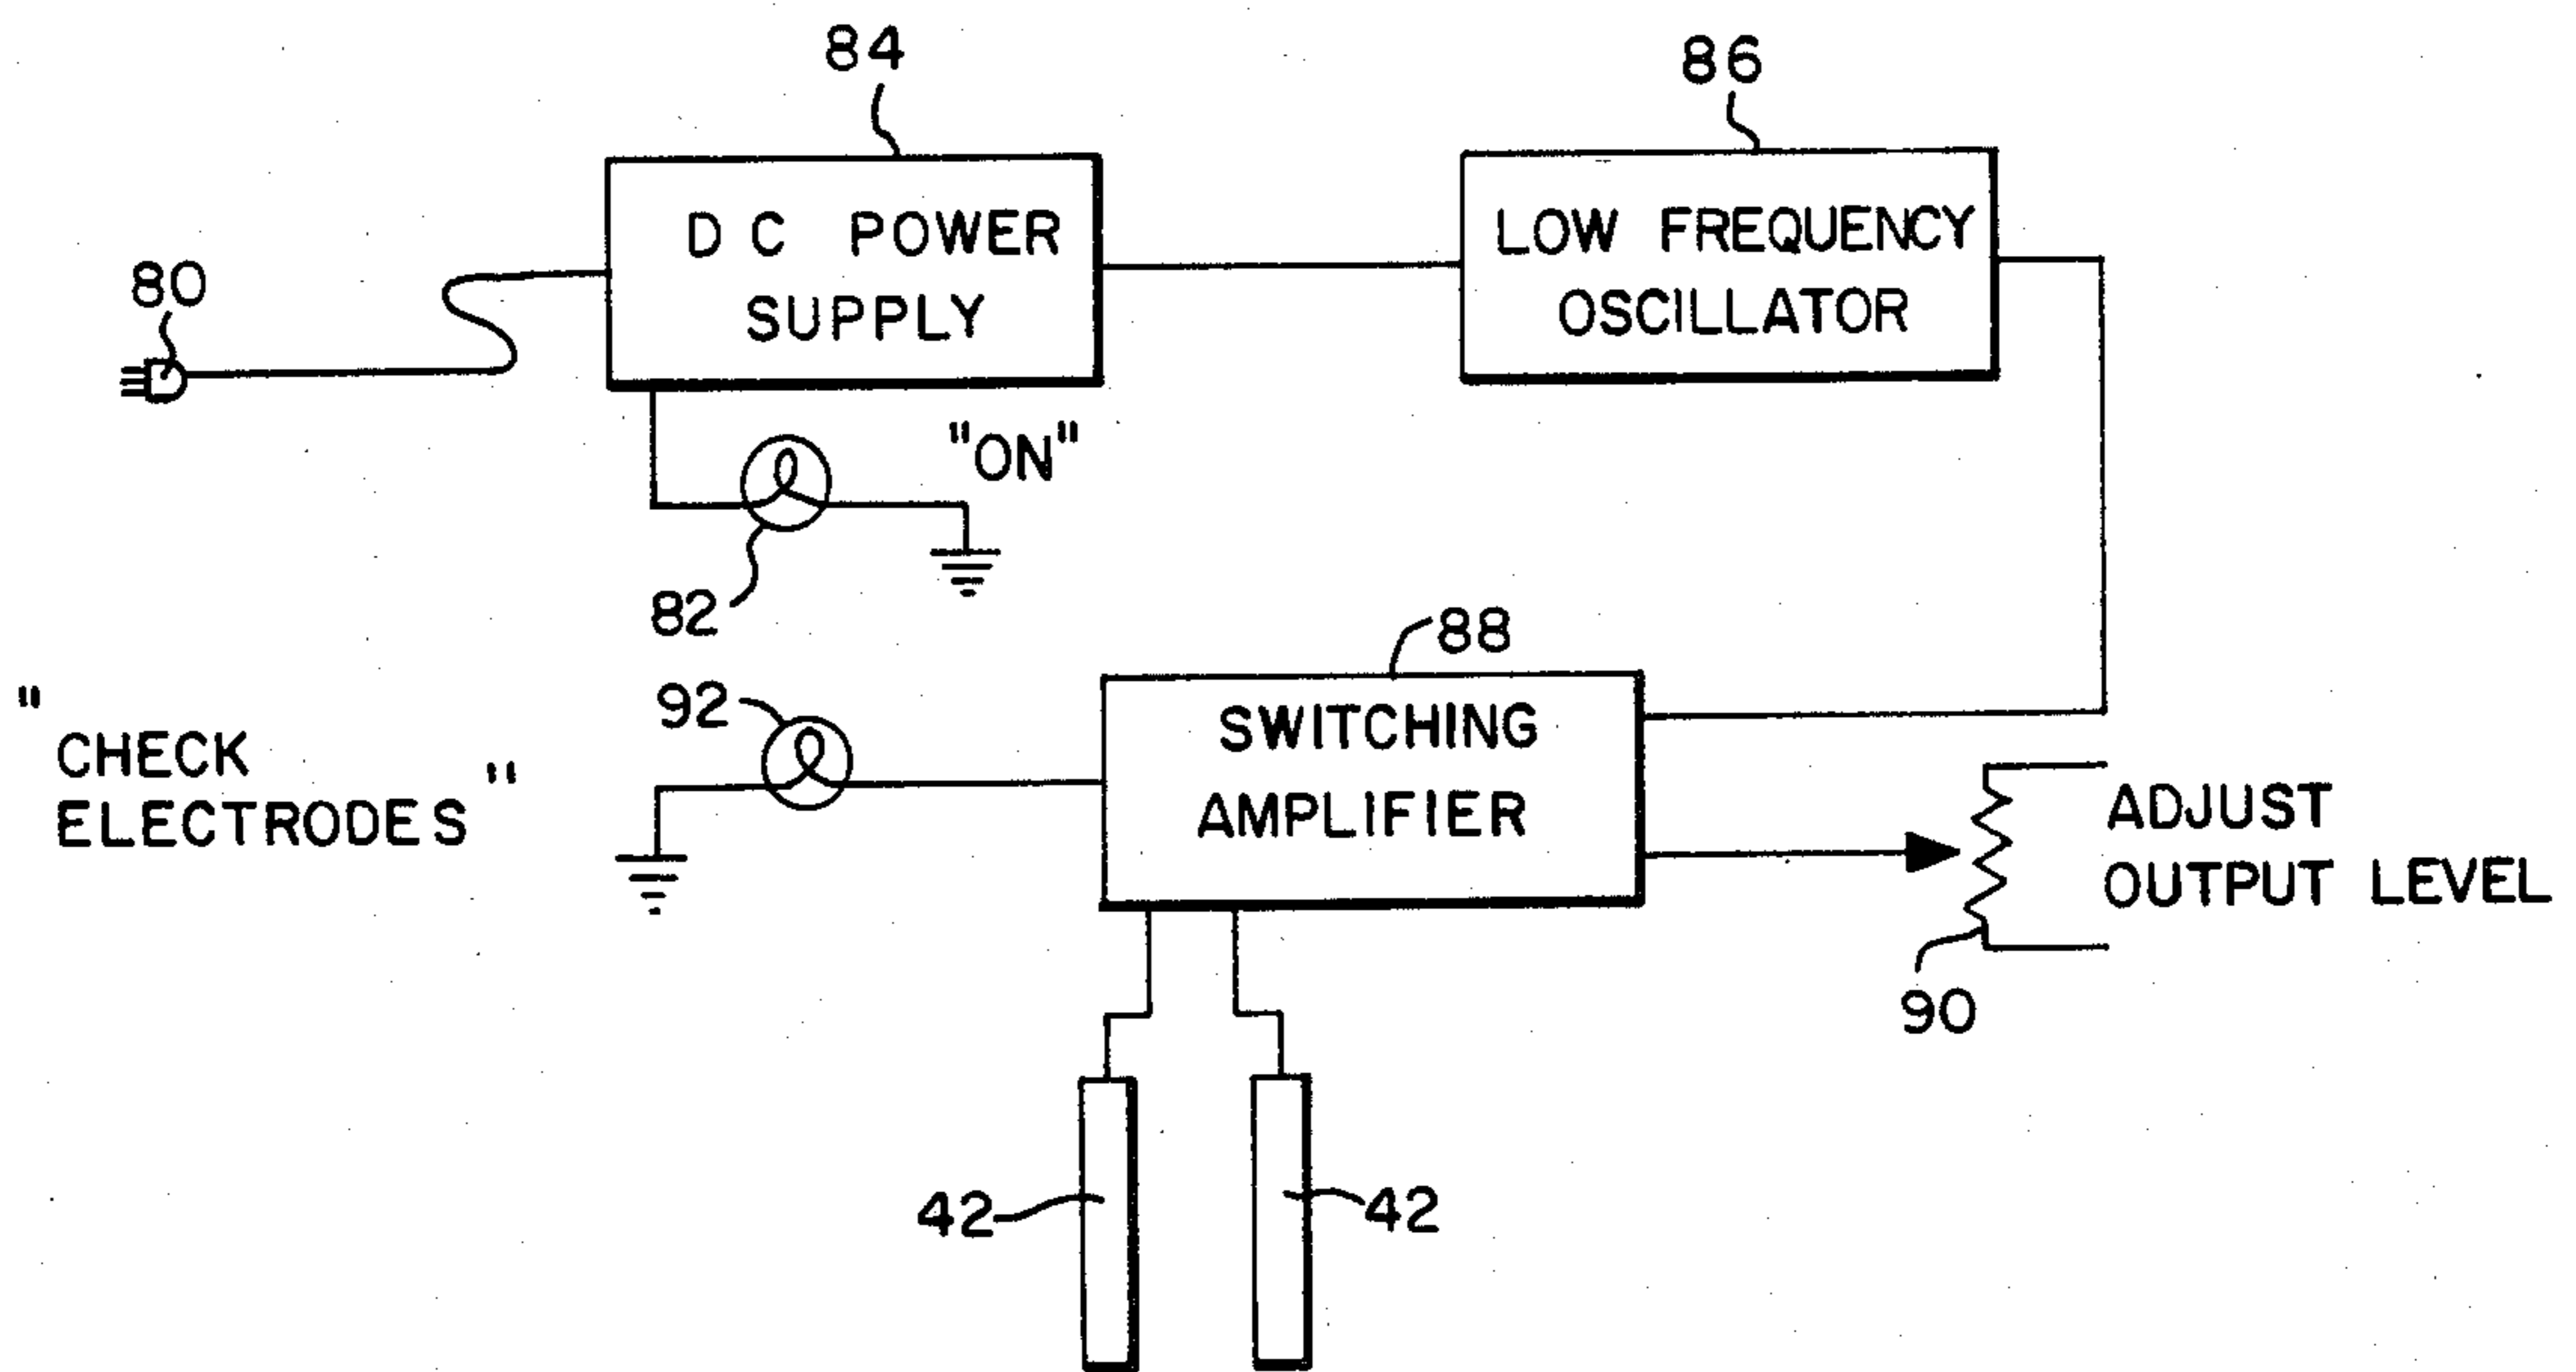 84
86
80
D C POWER
SUPPLY
LOW FREQUENCY
OSCILLATOR
"ON"
82
88
92
"
CHECK
ELECTRODES "
SWITCHING
AMPLIFIER
ADJUST
OUTPUT LEVEL
90
42
42